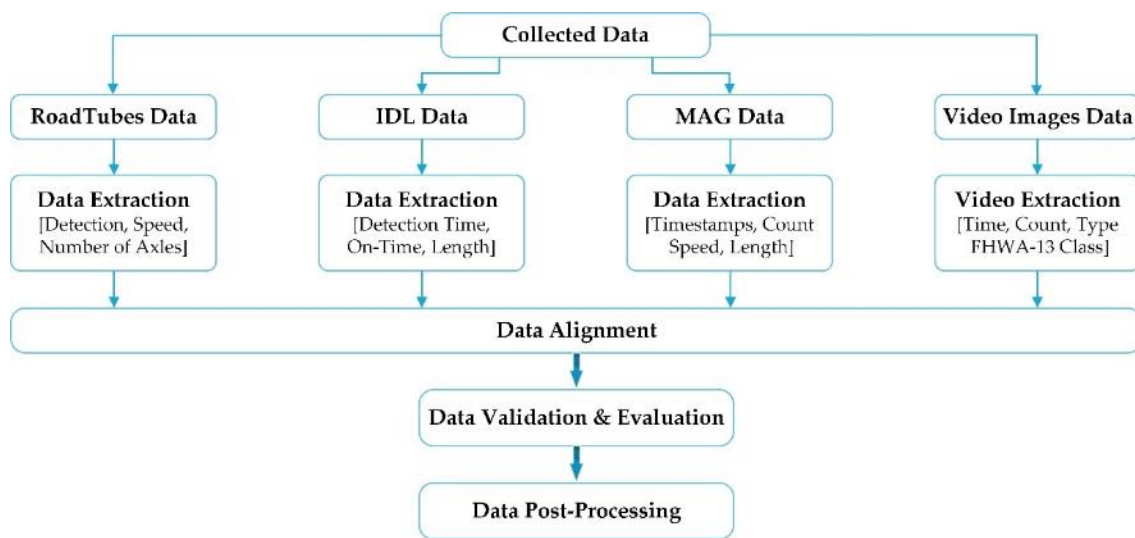 Collected Data
RoadTubes Data
IDL Data
MAG Data
Video Images Data
Data Extraction
[Detection, Speed,
Number of Axles]
Data Extraction
[Detection Time,
On-Time, Length]
Data Extraction
[Timestamps, Count
Speed, Length]
Video Extraction
[Time, Count, Type
FHWA-13 Class]
Data Alignment
Data Validation & Evaluation
Data Post-Processing